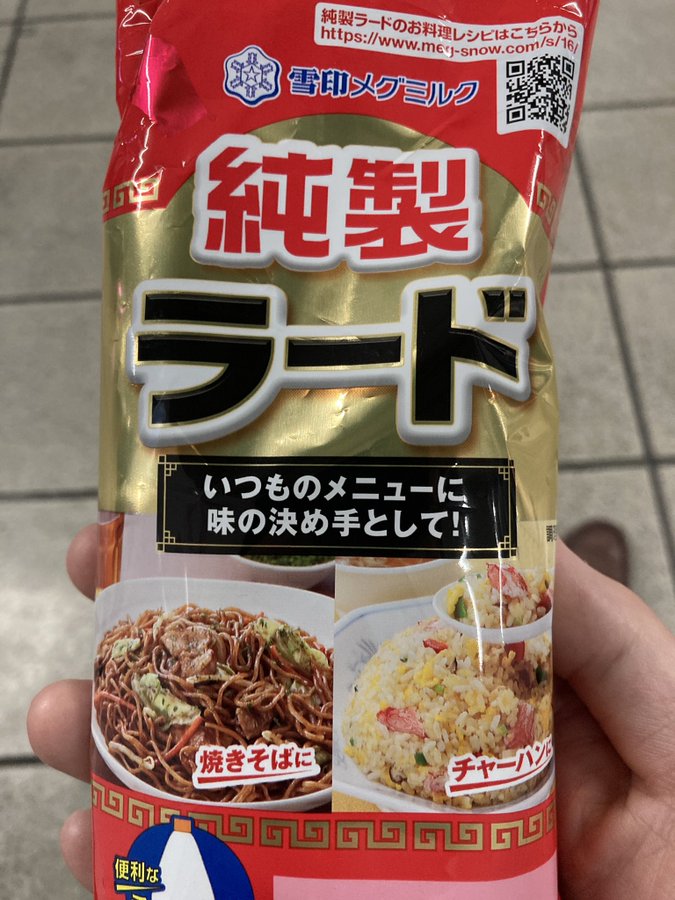 純製ラードのお料理レシピはこちらから
https://www.meg-snow.com/s/16/
雪印メグミルク
純製
ラード
いつものメニューに
味の決め手として!
焼きそばに
チャーハンに
便利な